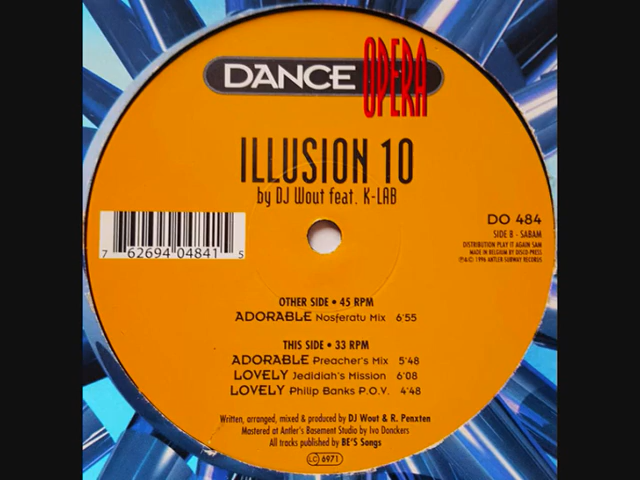 DANCE OPERA
ILLUSION 10
by DJ Wout feat. K-LAB
DO 484
SIDE B - SABAM
DISTRIBUTION PLAY IT AGAIN SAM
MADE IN BELGIUM BY DISCO-PRESS
℗&©: 1996 ANTLER SUBWAY RECORDS
7 62694 04841 5
OTHER SIDE • 45 RPM
ADORABLE Nosferatu Mix 6'55
THIS SIDE • 33 RPM
ADORABLE Preacher's Mix 5'48
LOVELY Jedidiah's Mission 6'08
LOVELY Philip Banks P.O.V. 4'48
Written, arranged, mixed & produced by DJ Wout & R. Penxten
Mastered at Antler's Basement Studio by Ivo Donckers
All tracks published by BE'S Songs
LC 6971